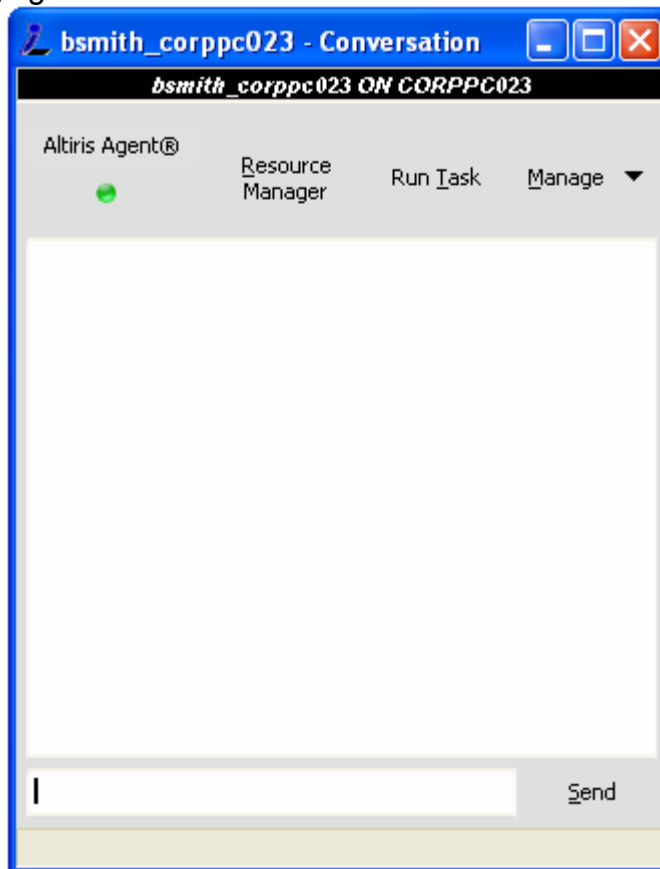 bsmith_corppc023 - Conversation
bsmith_corppc023 ON CORPPC023
Altiris Agent®
Resource
Manager
Run Task
Manage
Send